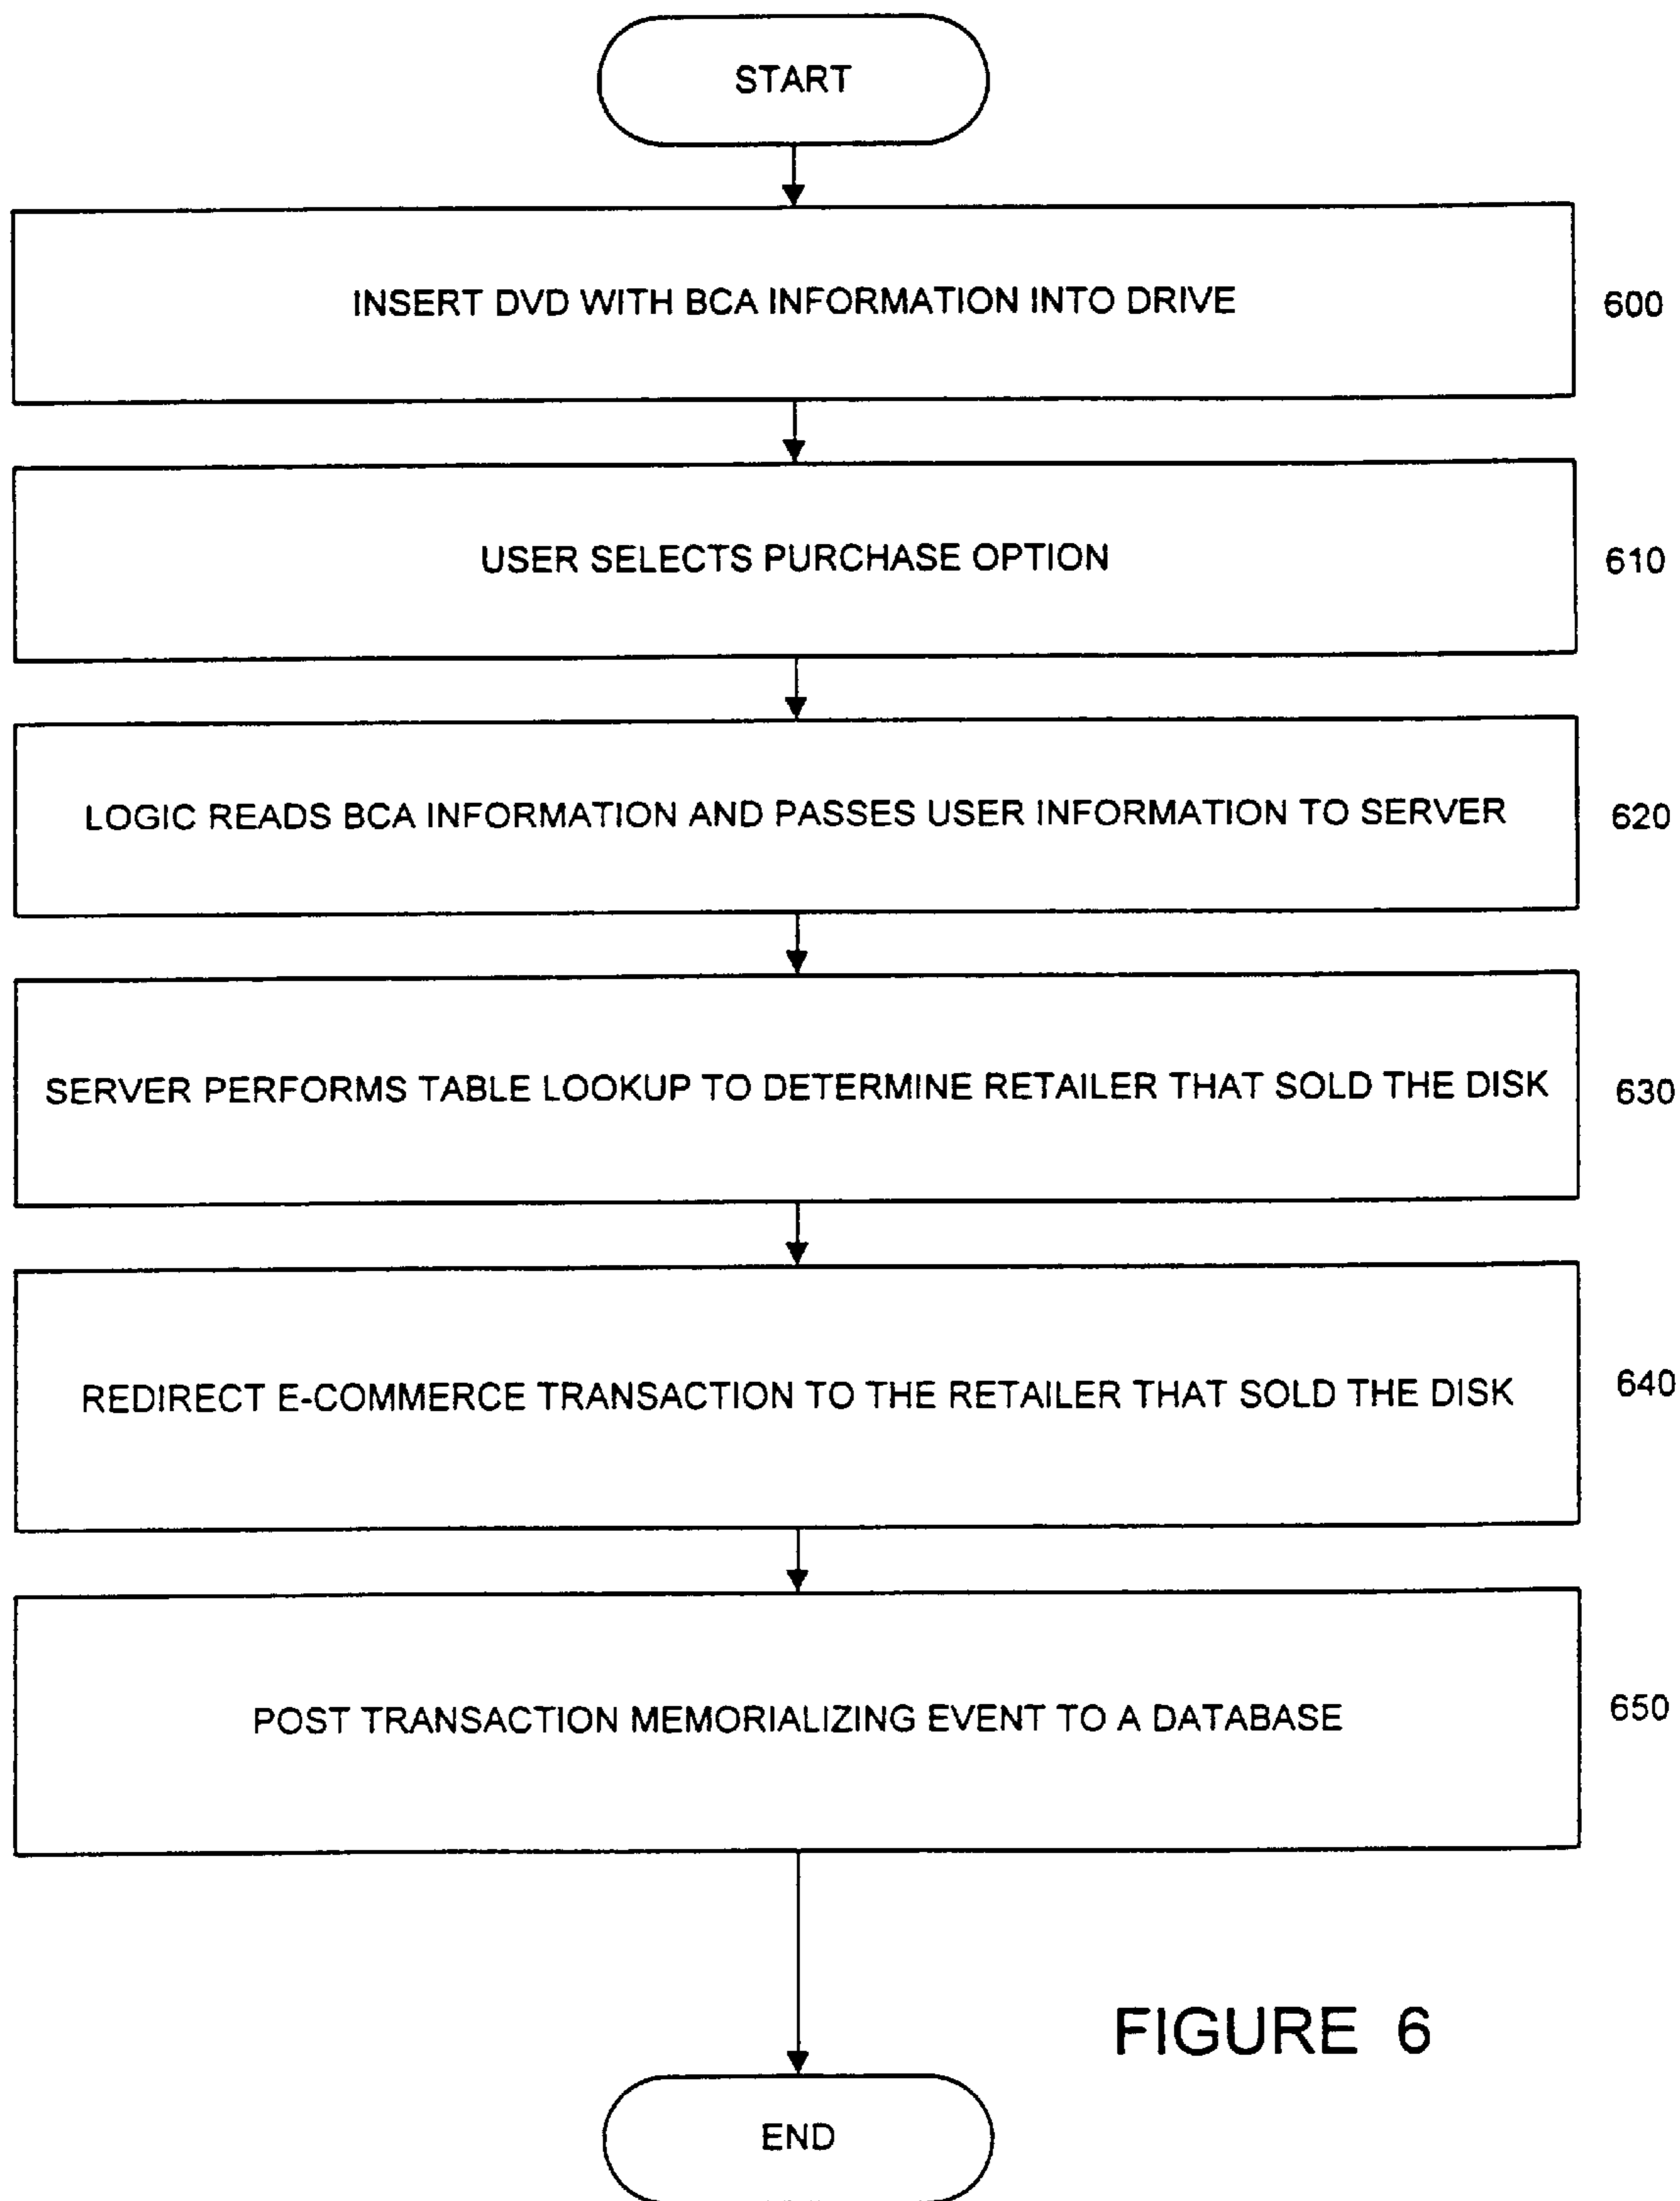 START
INSERT DVD WITH BCA INFORMATION INTO DRIVE
600
USER SELECTS PURCHASE OPTION
610
LOGIC READS BCA INFORMATION AND PASSES USER INFORMATION TO SERVER
620
SERVER PERFORMS TABLE LOOKUP TO DETERMINE RETAILER THAT SOLD THE DISK
630
REDIRECT E-COMMERCE TRANSACTION TO THE RETAILER THAT SOLD THE DISK
640
POST TRANSACTION MEMORIALIZING EVENT TO A DATABASE
650
FIGURE 6
END